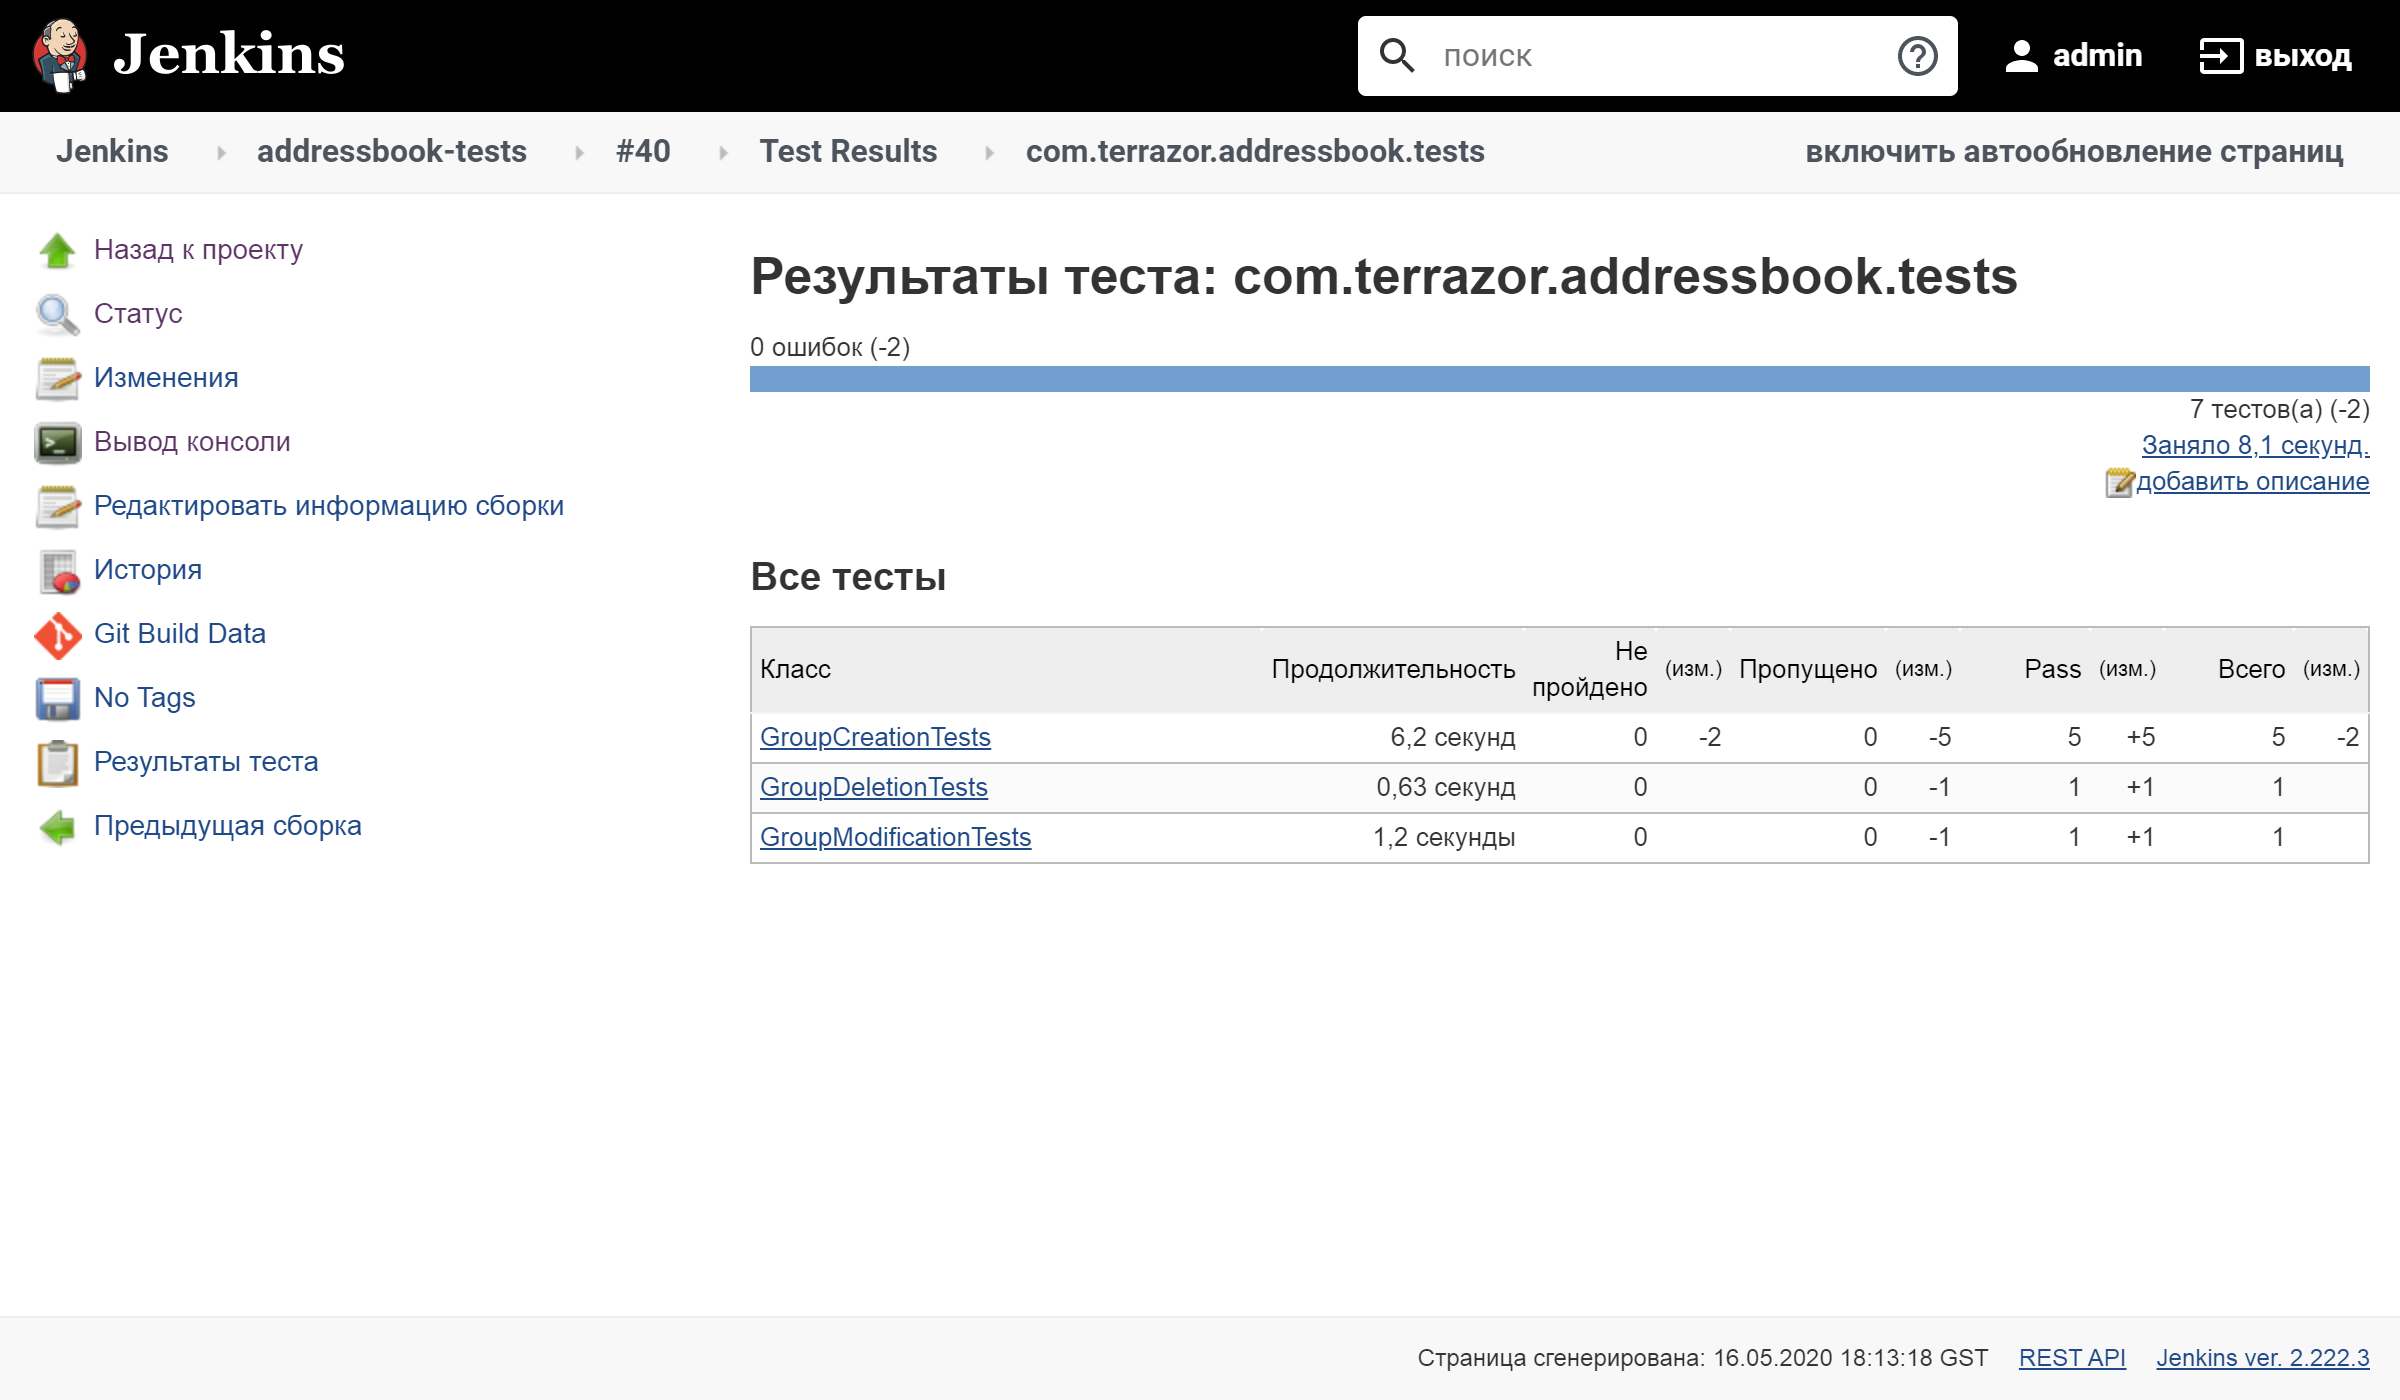 Jenkins
поиск
admin
выход
Jenkins addressbook-tests #40 Test Results com.terrazor.addressbook.tests включить автообновление страниц
Назад к проекту
Статус
Изменения
Вывод консоли
Редактировать информацию сборки
История
Git Build Data
No Tags
Результаты теста
Предыдущая сборка
Результаты теста: com.terrazor.addressbook.tests
0 ошибок (-2)
7 тестов(а) (-2)
Заняло 8,1 секунд.
добавить описание
Все тесты
Класс Продолжительность Не пройдено (изм.) Пропущено (изм.) Pass (изм.) Всего (изм.)
GroupCreationTests 6,2 секунд 0 -2 0 -5 5 +5 5 -2
GroupDeletionTests 0,63 секунд 0 0 -1 1 +1 1
GroupModificationTests 1,2 секунды 0 0 -1 1 +1 1
Страница сгенерирована: 16.05.2020 18:13:18 GST REST API Jenkins ver. 2.222.3